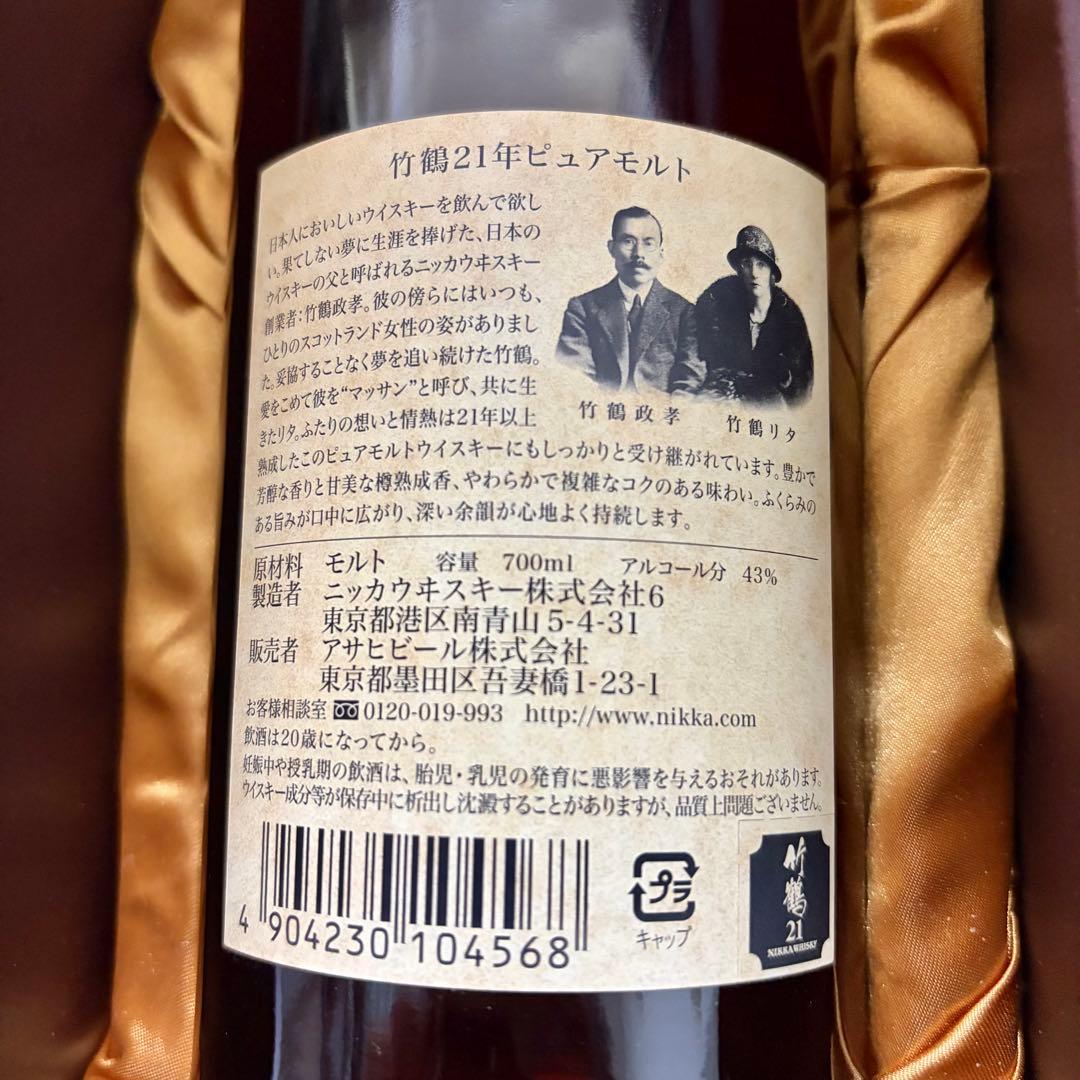 竹鶴21年ピュアモルト
日本人においしいウイスキーを飲んで欲し
い。果てしない夢に生涯を捧げた、日本の
ウイスキーの父と呼ばれるニッカウヰスキー
創業者：竹鶴政孝。彼の傍らにはいつも、
ひとりのスコットランド女性の姿がありまし
た。妥協することなく夢を追い続けた竹鶴。
愛をこめて彼を“マッサン”と呼び、共に生
きたリタ。ふたりの想いと情熱は21年以上
熟成したこのピュアモルトウイスキーにもしっかりと受け継がれています。豊かで
芳醇な香りと甘美な樽熟成香、やわらかで複雑なコクのある味わい。ふくらみの
ある旨みが口中に広がり、深い余韻が心地よく持続します。
竹鶴政孝
竹鶴リタ
原材料 モルト 容量 700ml アルコール分 43%
製造者 ニッカウヰスキー株式会社6
東京都港区南青山5-4-31
販売者 アサヒビール株式会社
東京都墨田区吾妻橋1-23-1
お客様相談室 0120-019-993 http://www.nikka.com
飲酒は20歳になってから。
妊娠中や授乳期の飲酒は、胎児・乳児の発育に悪影響を与えるおそれがあります。
ウイスキー成分等が保存中に析出し沈澱することがありますが、品質上問題ございません。
4 904230 104568
プラ
キャップ
竹鶴
21
NIKKA WHISKY